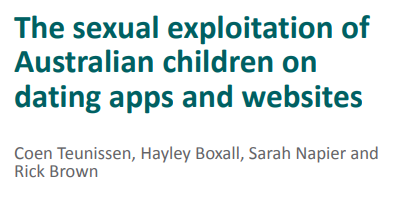 The sexual exploitation of
Australian children on
dating apps and websites
Coen Teunissen, Hayley Boxall, Sarah Napier and
Rick Brown